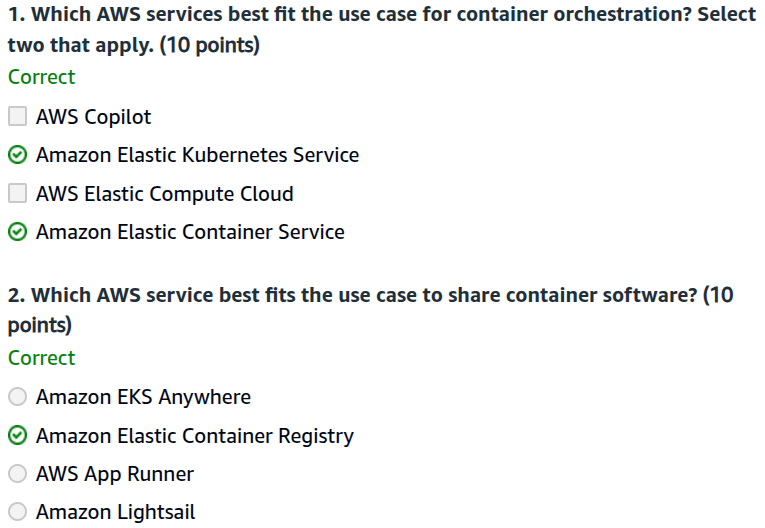 1. Which AWS services best fit the use case for container orchestration? Select
two that apply. (10 points)
Correct
AWS Copilot
Amazon Elastic Kubernetes Service
AWS Elastic Compute Cloud
Amazon Elastic Container Service
2. Which AWS service best fits the use case to share container software? (10
points)
Correct
Amazon EKS Anywhere
Amazon Elastic Container Registry
AWS App Runner
Amazon Lightsail